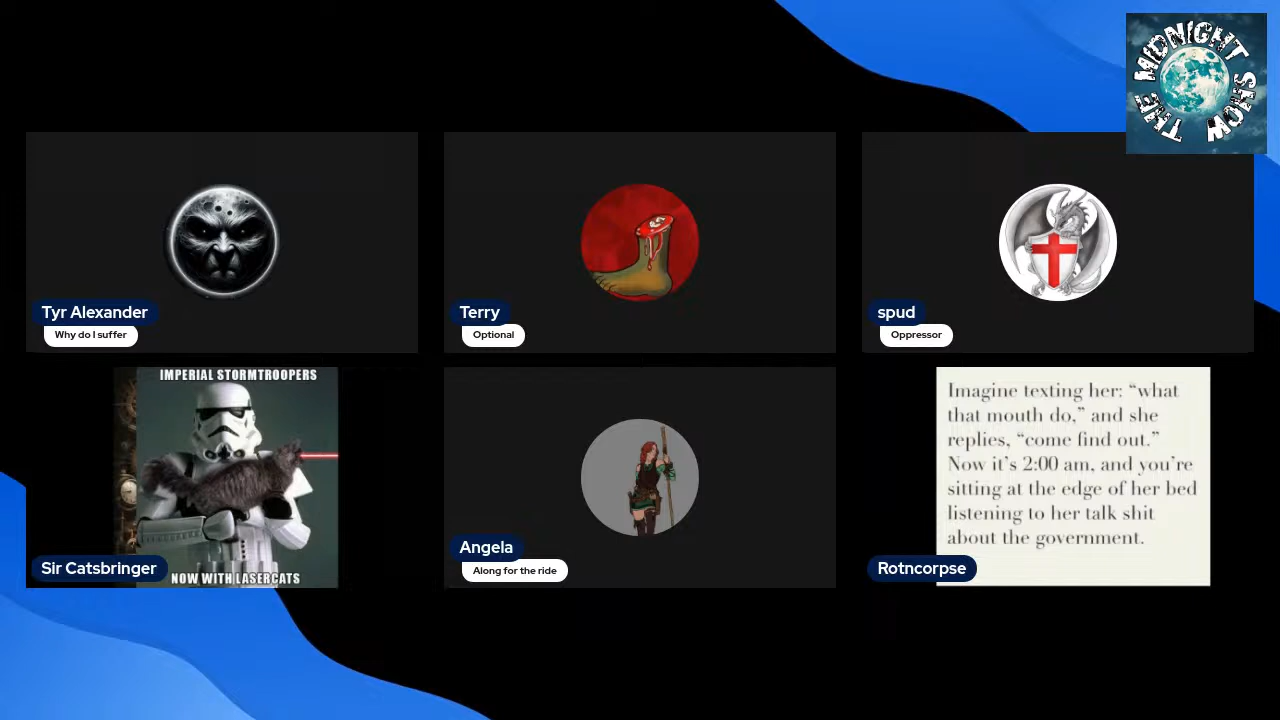 THE MIDNIGHT SHOW
Tyr Alexander
Why do I suffer
Terry
Optional
spud
Oppressor
IMPERIAL STORMTROOPERS
NOW WITH LASERCATS
Sir Catsbringer
Angela
Along for the ride
Imagine texting her: “what
that mouth do,” and she
replies, “come find out.”
Now it’s 2:00 am, and you’re
sitting at the edge of her bed
listening to her talk shit
about the government.
Rotncorpse